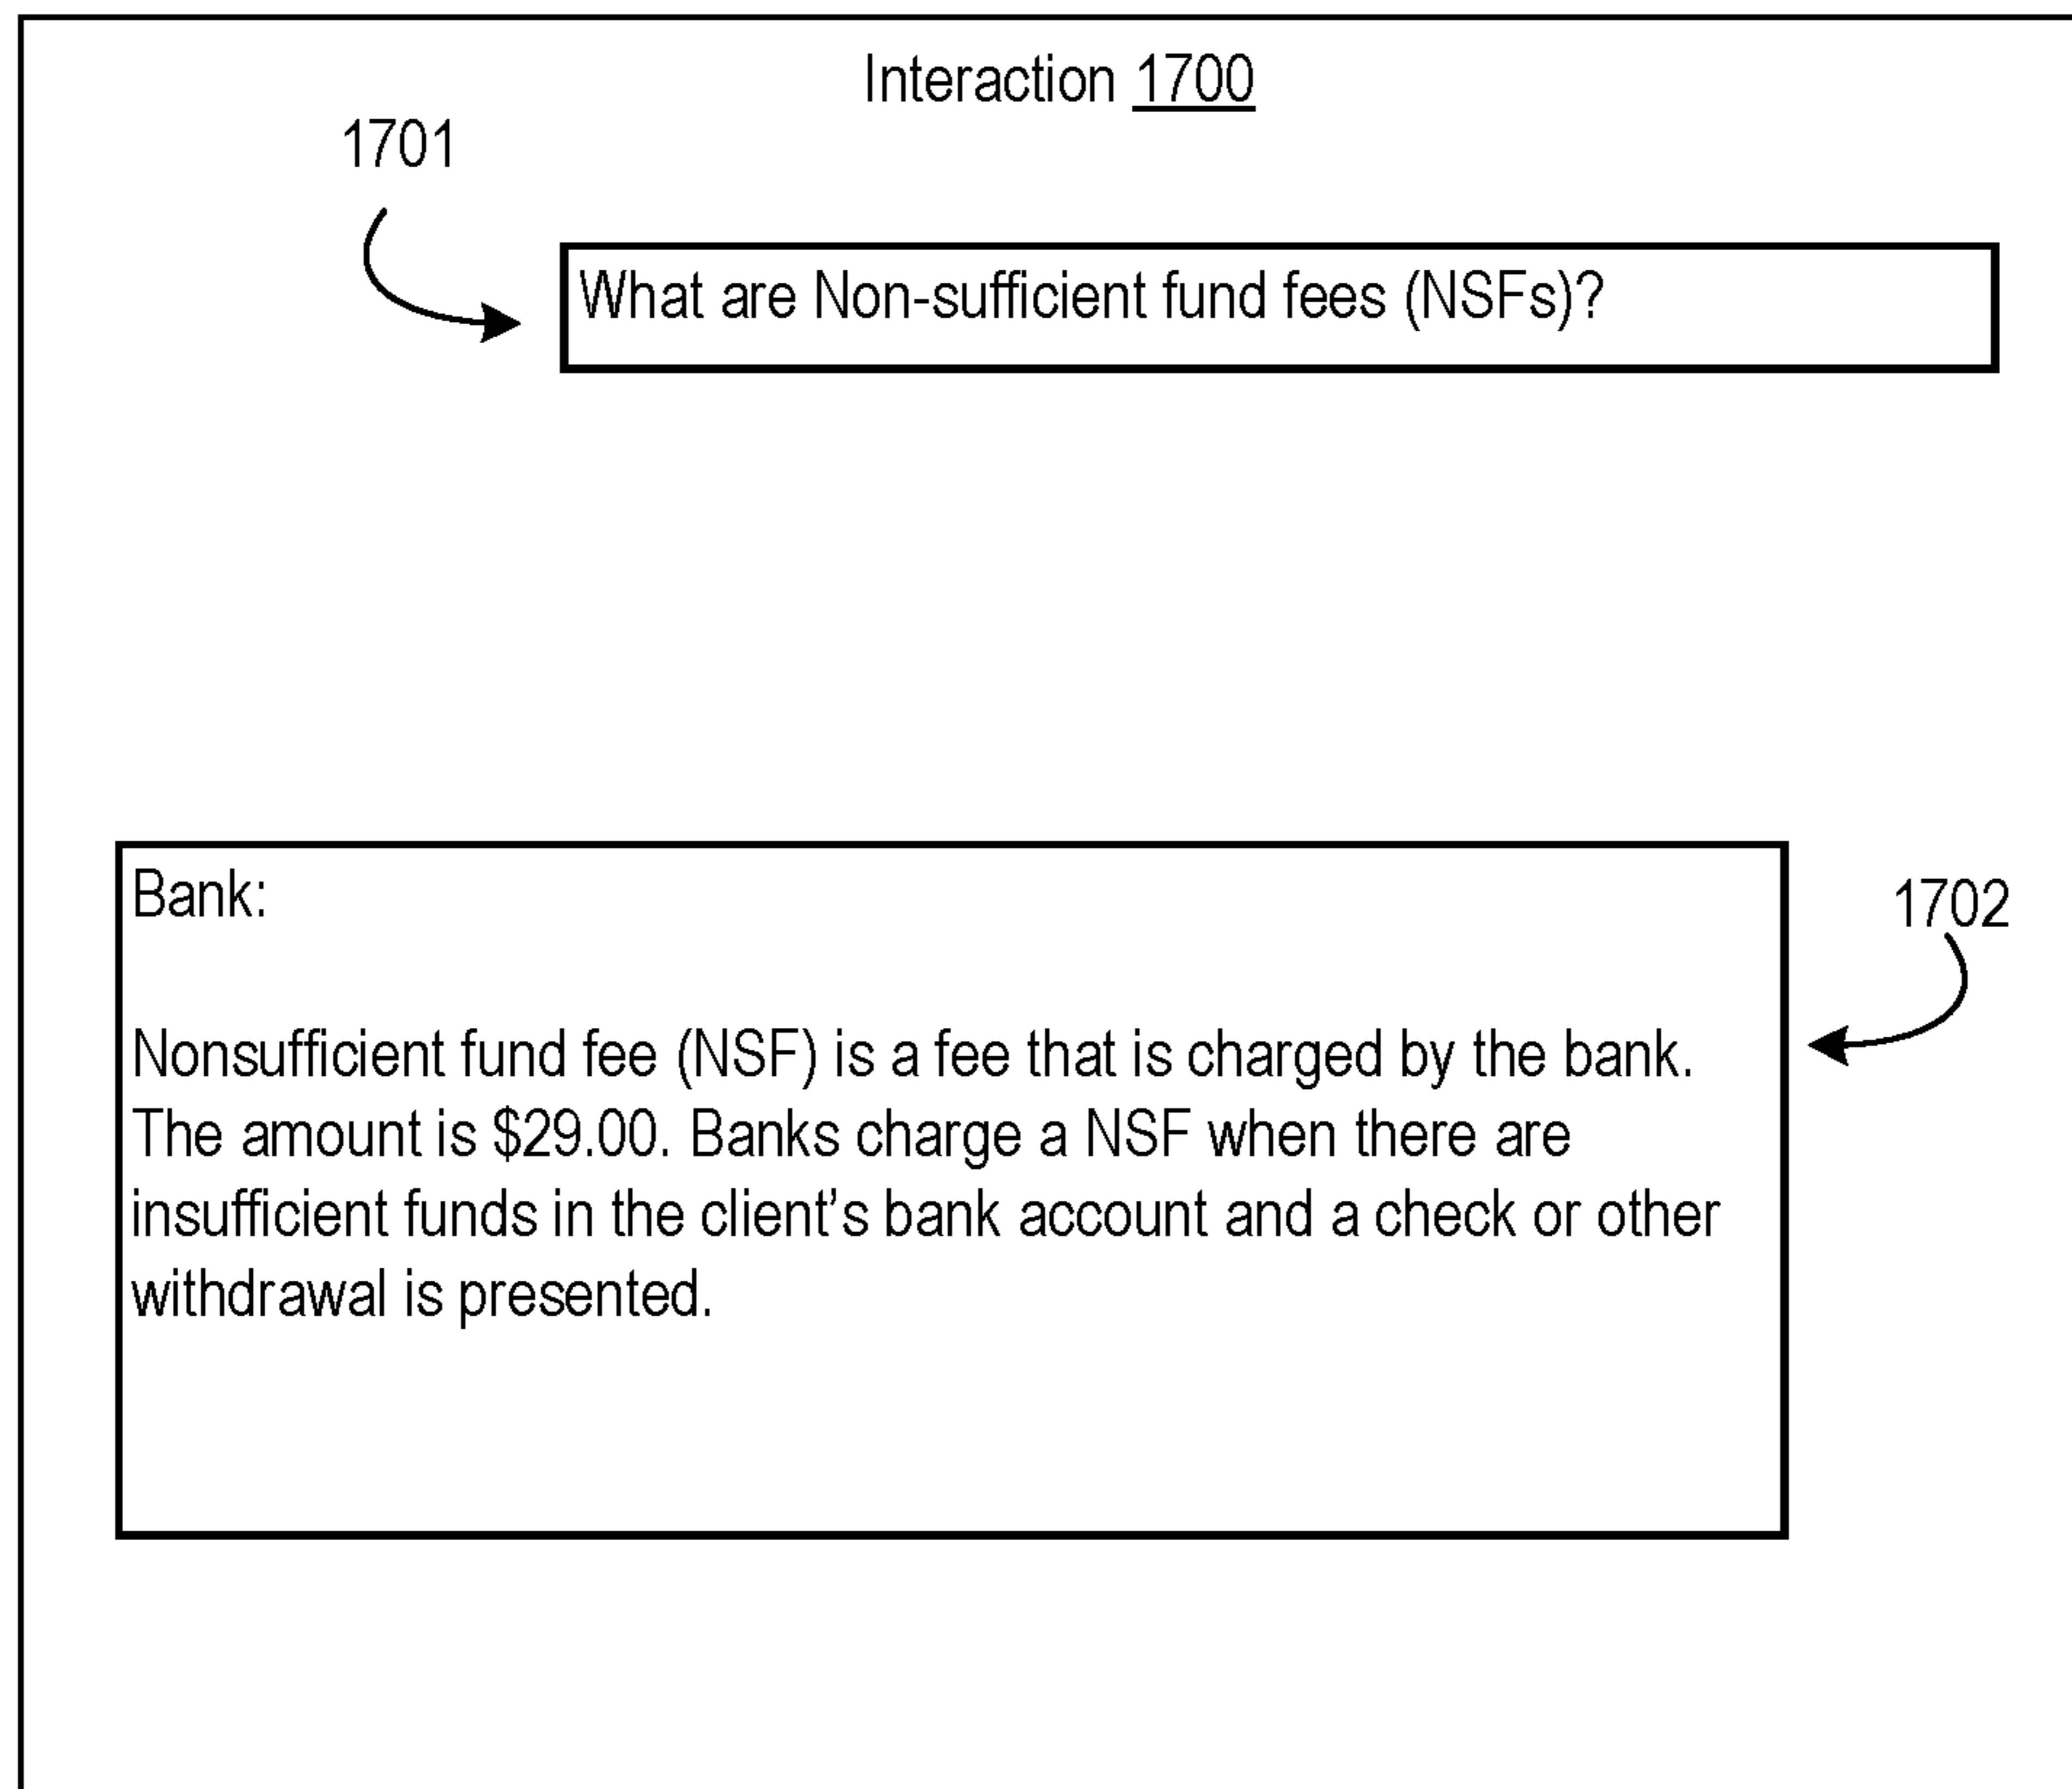 Interaction 1700
1701
What are Non-sufficient fund fees (NSFs)?
Bank:
1702
Nonsufficient fund fee (NSF) is a fee that is charged by the bank.
The amount is $29.00. Banks charge a NSF when there are
insufficient funds in the client's bank account and a check or other
withdrawal is presented.